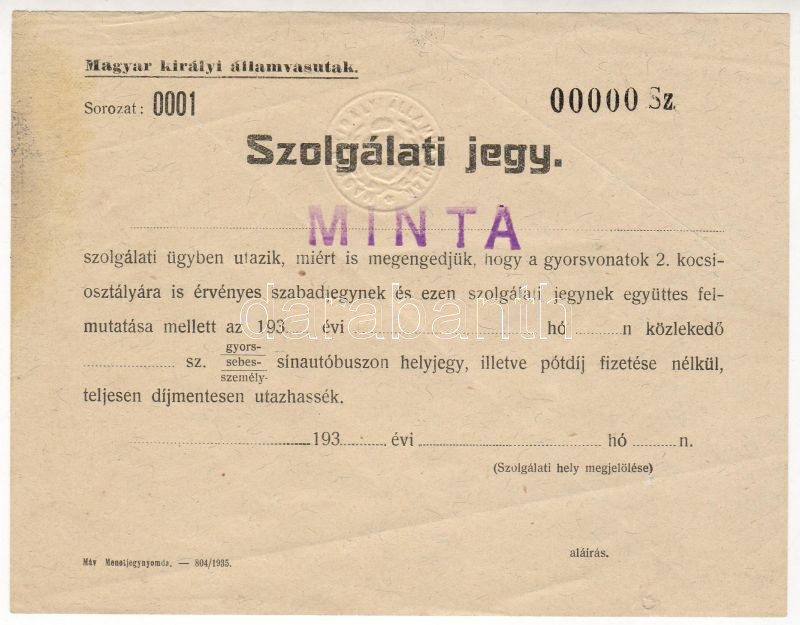 Magyar királyi államvasutak.
Sorozat: 0001
00000 Sz.
Szolgálati jegy.
MINTA
szolgálati ügyben utazik, miért is megengedjük, hogy a gyorsvonatok 2. kocsi-
osztályára is érvényes szabadjegynek és ezen szolgálati jegynek együttes fel-
darabanth
mutatása mellett az 193..... évi ........................ hó ............n közlekedő
.................... sz. gyors- sebes- személy- sínautóbuszon helyjegy, illetve pótdíj fizetése nélkül,
teljesen díjmentesen utazhassék.
........................193......... évi ........................ hó ...........n.
(Szolgálati hely megjelölése)
aláírás.
Máv Menetjegynyomda. — 804/1935.